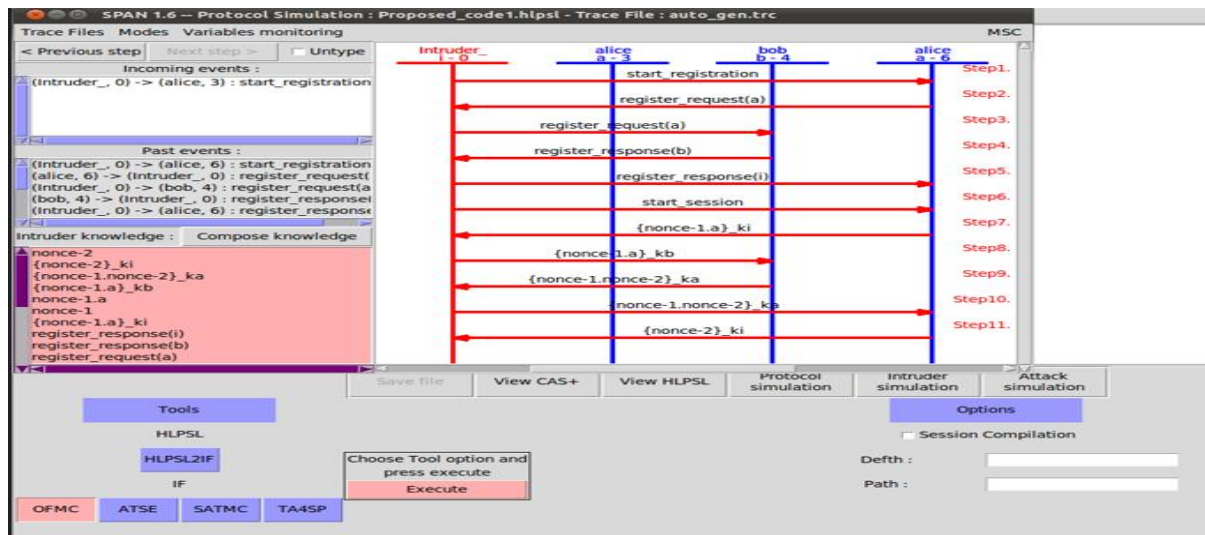 SPAN 1.6 -- Protocol Simulation : Proposed_code1.hlpsl - Trace File : auto_gen.trc
Trace Files Modes Variables monitoring MSC
< Previous step Next step > Untype
Incoming events :
(Intruder_, 0) -> (alice, 3) : start_registration
Past events :
(Intruder_, 0) -> (alice, 6) : start_registration
(alice, 6) -> (Intruder_, 0) : register_request(
(Intruder_, 0) -> (bob, 4) : register_request(a
(bob, 4) -> (Intruder_, 0) : register_response(
(Intruder_, 0) -> (alice, 6) : register_response
Intruder knowledge : Compose knowledge
nonce-2
{nonce-2}_ki
{nonce-1.nonce-2}_ka
{nonce-1.a}_kb
nonce-1.a
nonce-1
{nonce-1.a}_ki
register_response(i)
register_response(b)
register_request(a)
Intruder_ alice bob alice
i - 0 a - 3 b - 4 a - 6
start_registration Step1.
register_request(a) Step2.
register_request(a) Step3.
register_response(b) Step4.
register_response(i) Step5.
start_session Step6.
{nonce-1.a}_ki Step7.
{nonce-1.a}_kb Step8.
{nonce-1.nonce-2}_ka Step9.
{nonce-1.nonce-2}_ka Step10.
{nonce-2}_ki Step11.
Save file View CAS+ View HLPSL Protocol simulation Intruder simulation Attack simulation
Tools Options
HLPSL Session Compilation
HLPSL2IF Choose Tool option and press execute Defth :
IF Execute Path :
OFMC ATSE SATMC TA4SP